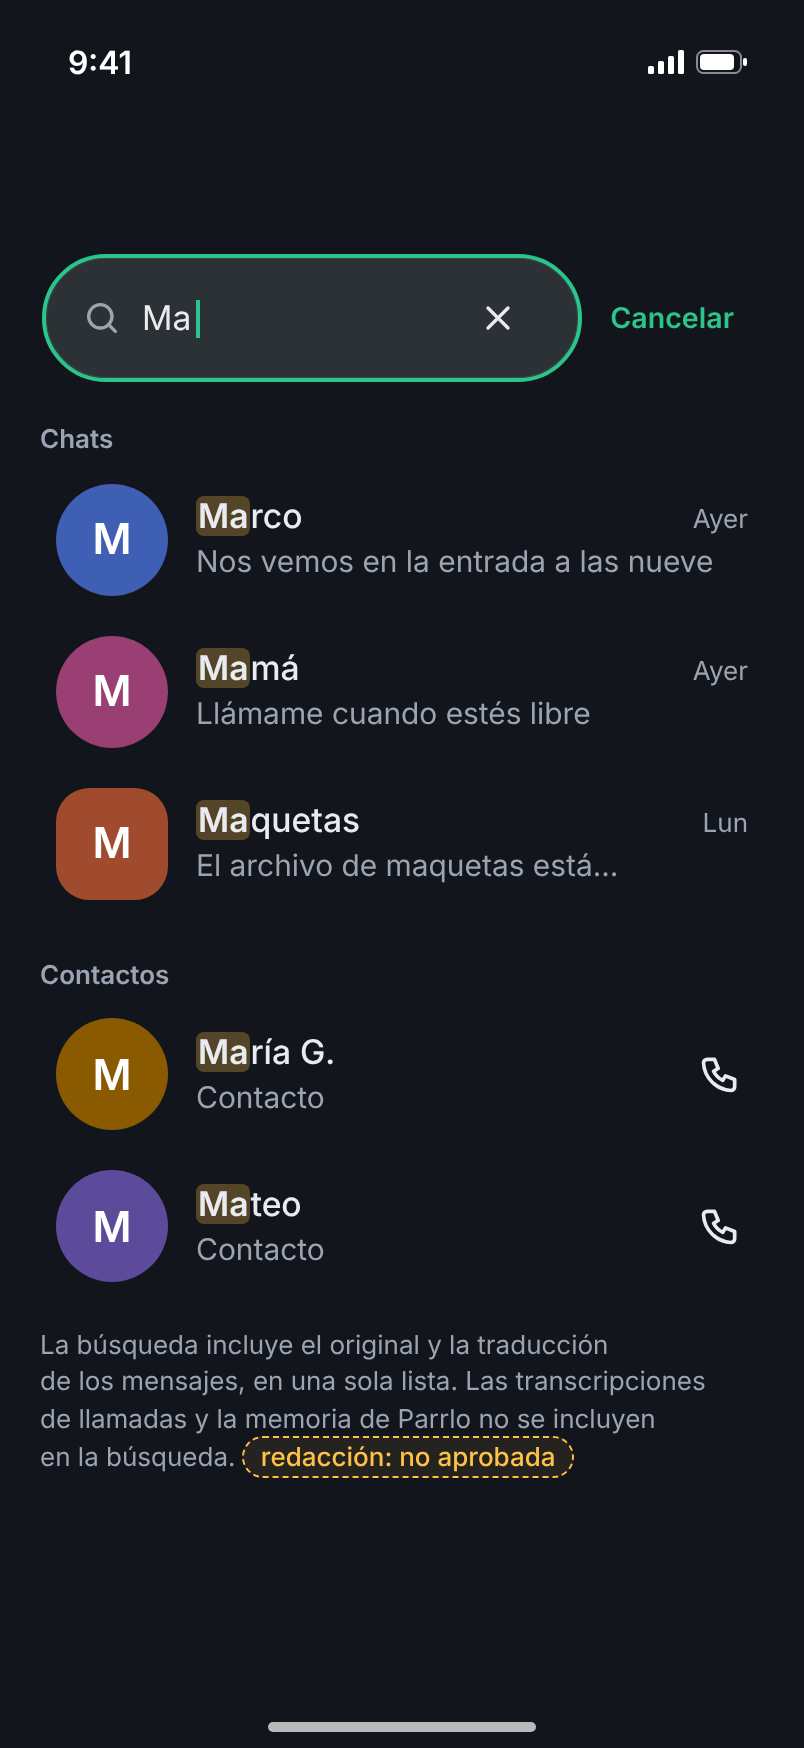 9:41
Ma
Cancelar
Chats
M
Marco
Ayer
Nos vemos en la entrada a las nueve
M
Mamá
Ayer
Llámame cuando estés libre
M
Maquetas
Lun
El archivo de maquetas está...
Contactos
M
María G.
Contacto
M
Mateo
Contacto
La búsqueda incluye el original y la traducción
de los mensajes, en una sola lista. Las transcripciones
de llamadas y la memoria de Parrlo no se incluyen
en la búsqueda. redacción: no aprobada